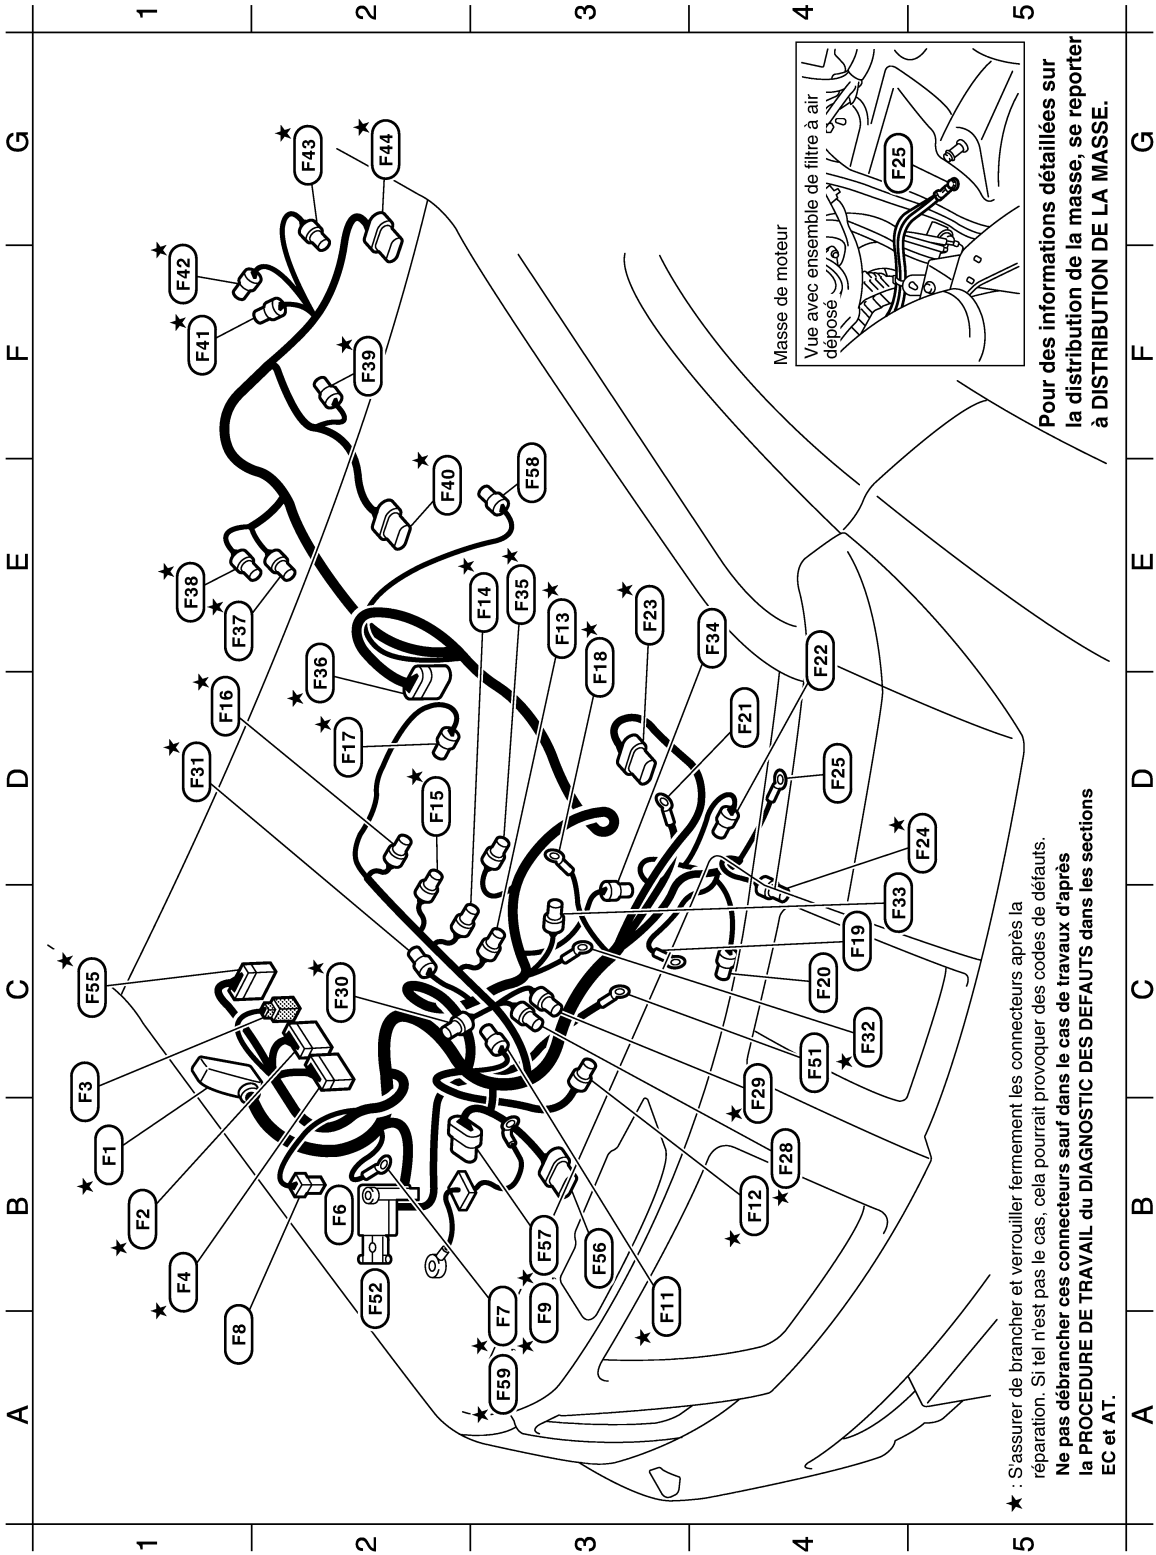 1
2
3
4
5
G
F
E
D
C
B
A
F43
F44
F42
F41
F39
F40
F58
F38
F37
F36
F16
F31
F17
F15
F14
F35
F13
F18
F23
F34
F22
F21
F25
F24
F33
F19
F20
F32
F51
F29
F28
F12
F11
F55
F30
F3
F1
F2
F4
F8
F6
F52
F7
F59
F57
F9
F56
Masse de moteur
Vue avec ensemble de filtre à air
déposé
F25
Pour des informations détaillées sur
la distribution de la masse, se reporter
à DISTRIBUTION DE LA MASSE.
★ : S'assurer de brancher et verrouiller fermement les connecteurs après la
réparation. Si tel n'est pas le cas, cela pourrait provoquer des codes de défauts.
Ne pas débrancher ces connecteurs sauf dans le cas de travaux d'après
la PROCEDURE DE TRAVAIL du DIAGNOSTIC DES DEFAUTS dans les sections
EC et AT.
G
F
E
D
C
B
A
1
2
3
4
5